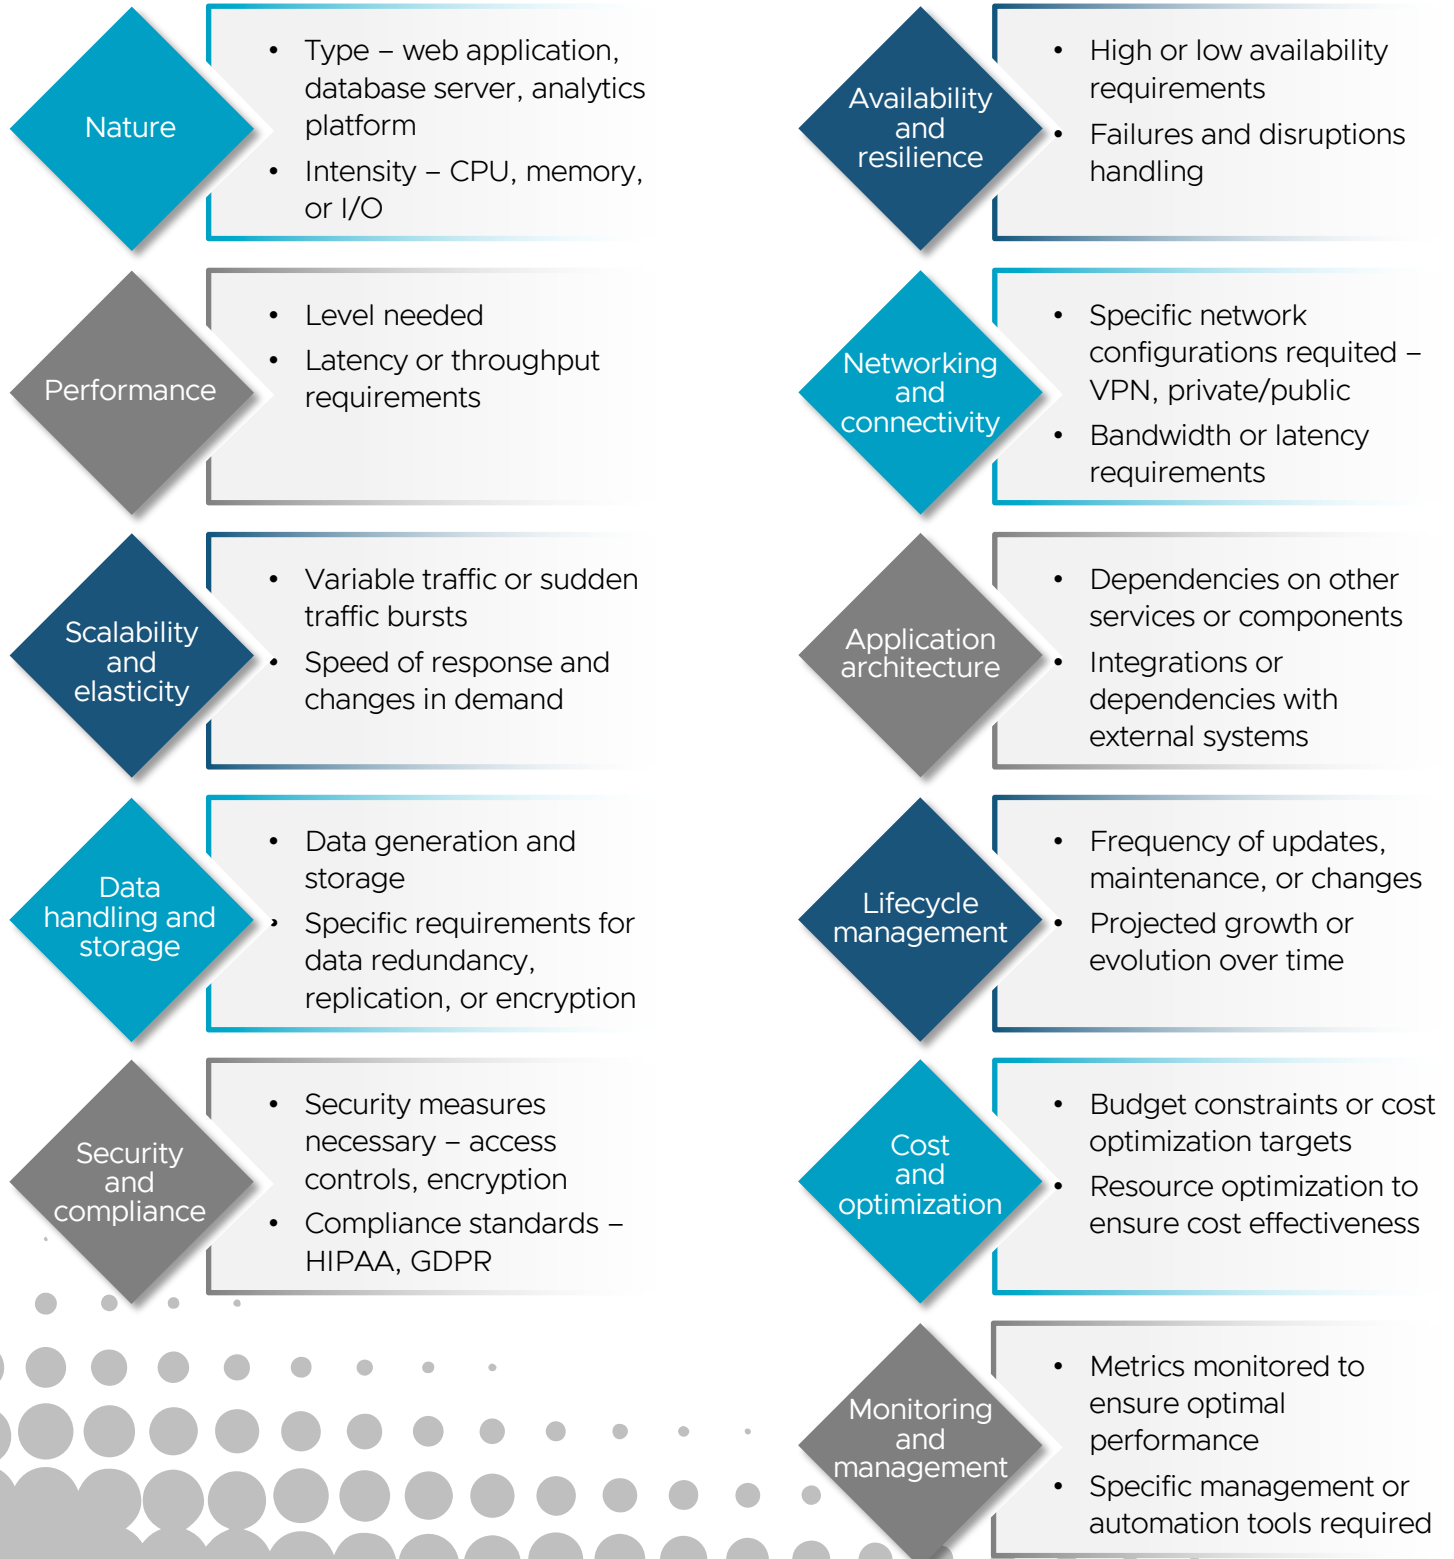 Nature
• Type – web application,
database server, analytics
platform
• Intensity – CPU, memory,
or I/O
Performance
• Level needed
• Latency or throughput
requirements
Scalability
and
elasticity
• Variable traffic or sudden
traffic bursts
• Speed of response and
changes in demand
Data
handling and
storage
• Data generation and
storage
• Specific requirements for
data redundancy,
replication, or encryption
Security
and
compliance
• Security measures
necessary – access
controls, encryption
• Compliance standards –
HIPAA, GDPR
Availability
and
resilience
• High or low availability
requirements
• Failures and disruptions
handling
Networking
and
connectivity
• Specific network
configurations requited –
VPN, private/public
• Bandwidth or latency
requirements
Application
architecture
• Dependencies on other
services or components
• Integrations or
dependencies with
external systems
Lifecycle
management
• Frequency of updates,
maintenance, or changes
• Projected growth or
evolution over time
Cost
and
optimization
• Budget constraints or cost
optimization targets
• Resource optimization to
ensure cost effectiveness
Monitoring
and
management
• Metrics monitored to
ensure optimal
performance
• Specific management or
automation tools required